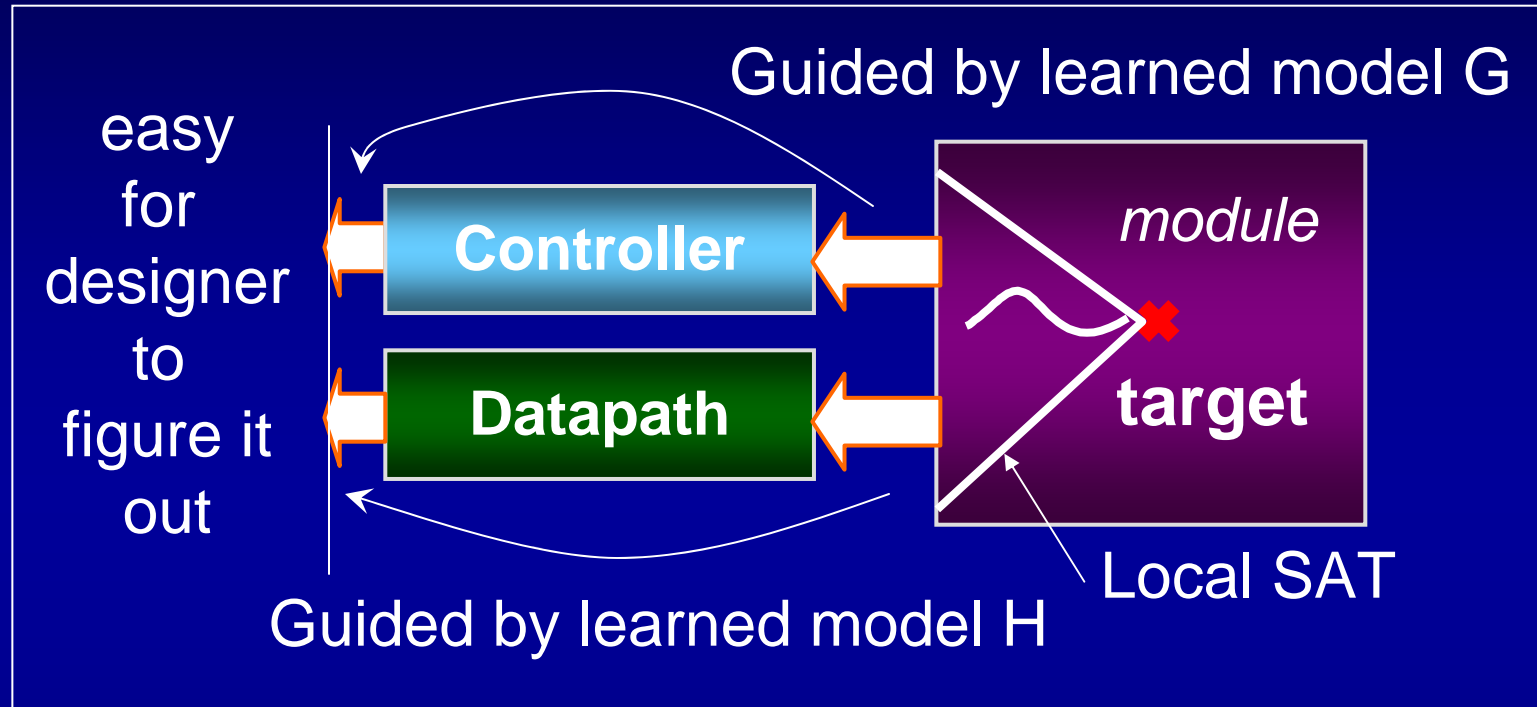 Guided by learned model G
easy
for
designer
to
figure it
out
Controller
Datapath
module
target
Local SAT
Guided by learned model H